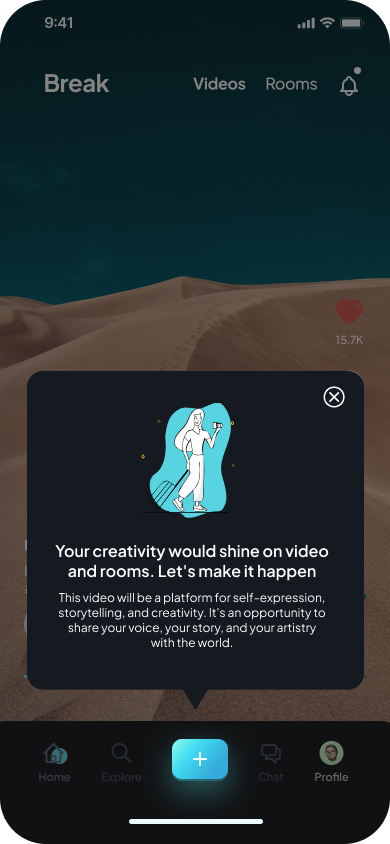 9:41
Break
Videos
Rooms
15.7K
Your creativity would shine on video
and rooms. Let's make it happen
This video will be a platform for self-expression,
storytelling, and creativity. It's an opportunity to
share your voice, your story, and your artistry
with the world.
Home
Explore
Chat
Profile